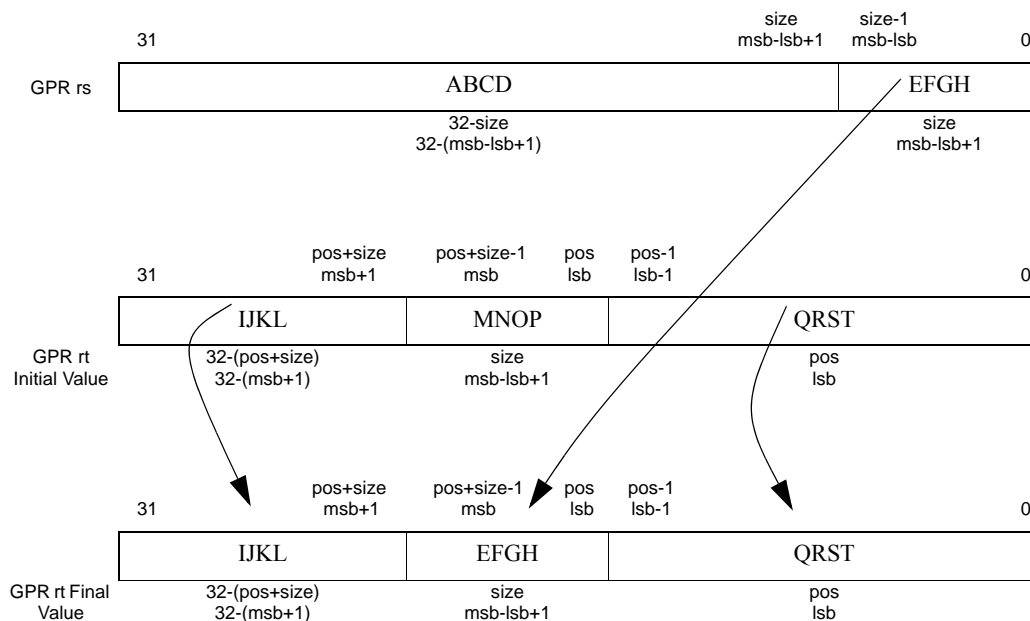 size size-1
31 msb-lsb+1 msb-lsb 0
GPR rs ABCD EFGH
32-size size
32-(msb-lsb+1) msb-lsb+1
pos+size pos+size-1 pos pos-1
31 msb+1 msb lsb lsb-1 0
IJKL MNOP QRST
GPR rt 32-(pos+size) size pos
Initial Value 32-(msb+1) msb-lsb+1 lsb
pos+size pos+size-1 pos pos-1
31 msb+1 msb lsb lsb-1 0
IJKL EFGH QRST
GPR rt Final 32-(pos+size) size pos
Value 32-(msb+1) msb-lsb+1 lsb